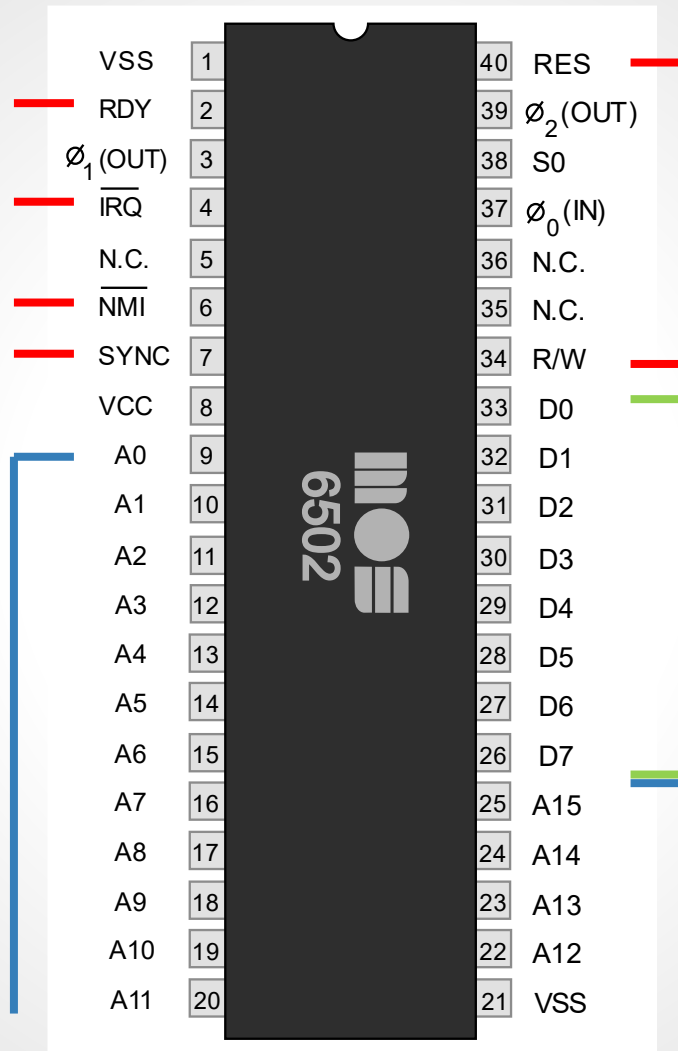 VSS 1 40 RES
RDY 2 39 ø₂(OUT)
ø₁(OUT) 3 38 S0
I̅R̅Q̅ 4 37 ø₀(IN)
N.C. 5 36 N.C.
N̅M̅I̅ 6 35 N.C.
SYNC 7 34 R/W
VCC 8 33 D0
A0 9 32 D1
A1 10 31 D2
A2 11 30 D3
A3 12 29 D4
A4 13 28 D5
A5 14 27 D6
A6 15 26 D7
A7 16 25 A15
A8 17 24 A14
A9 18 23 A13
A10 19 22 A12
A11 20 21 VSS
mos
6502